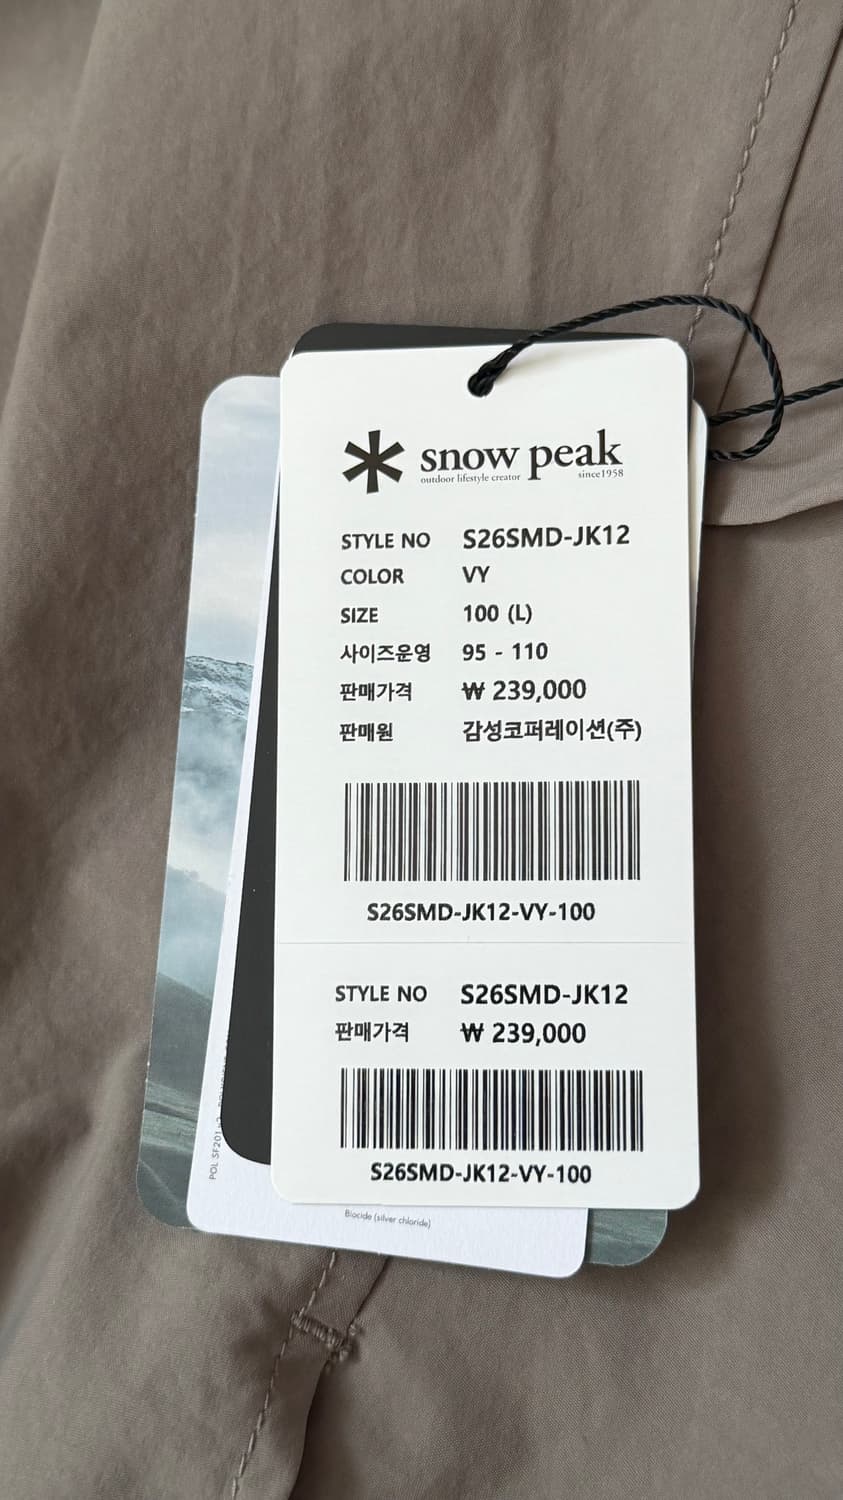 snow peak
outdoor lifestyle creator since1958
STYLE NO S26SMD-JK12
COLOR VY
SIZE 100 (L)
사이즈운영 95 - 110
판매가격 ₩ 239,000
판매원 감성코퍼레이션(주)
S26SMD-JK12-VY-100
STYLE NO S26SMD-JK12
판매가격 ₩ 239,000
S26SMD-JK12-VY-100
POL SF201
Biocide (silver chloride)